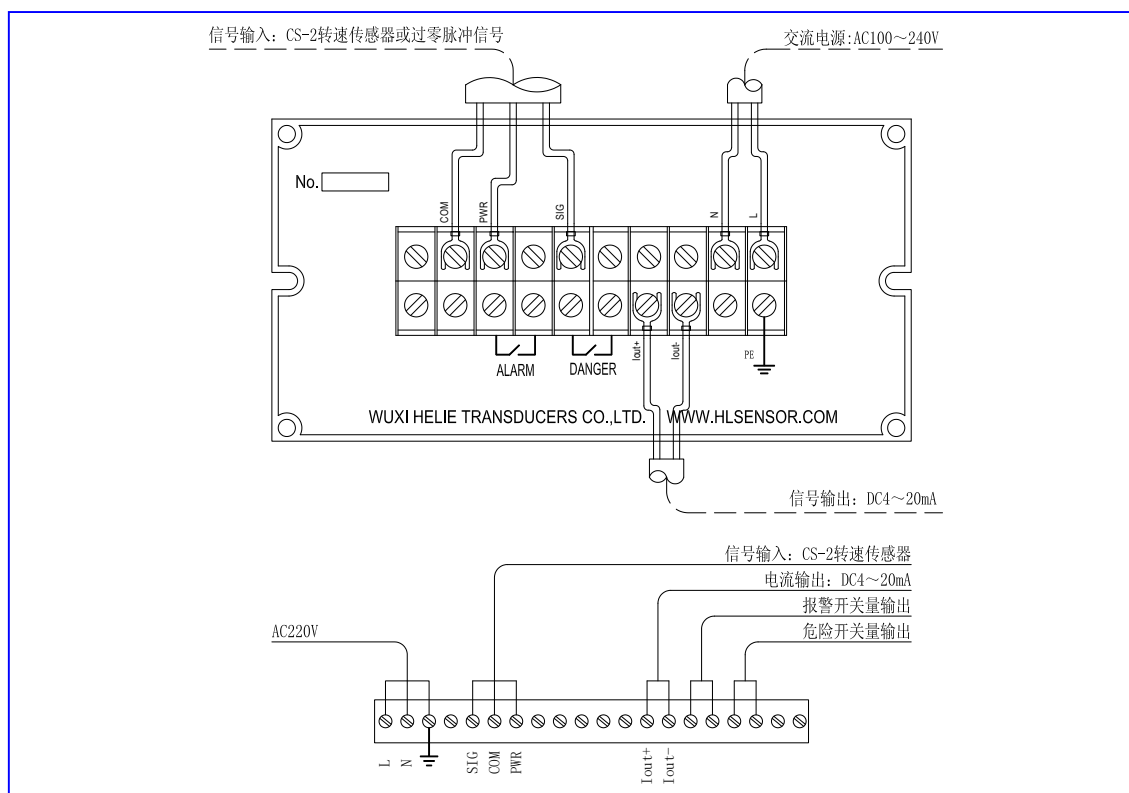 信号输入：CS-2转速传感器或过零脉冲信号
交流电源:AC100～240V
No.
COM
PWR
SIG
N
L
ALARM
DANGER
Iout+
Iout-
PE
WUXI HELIE TRANSDUCERS CO.,LTD. WWW.HLSENSOR.COM
信号输出：DC4～20mA
信号输入：CS-2转速传感器
电流输出：DC4～20mA
报警开关量输出
危险开关量输出
AC220V
L
N
SIG
COM
PWR
Iout+
Iout-